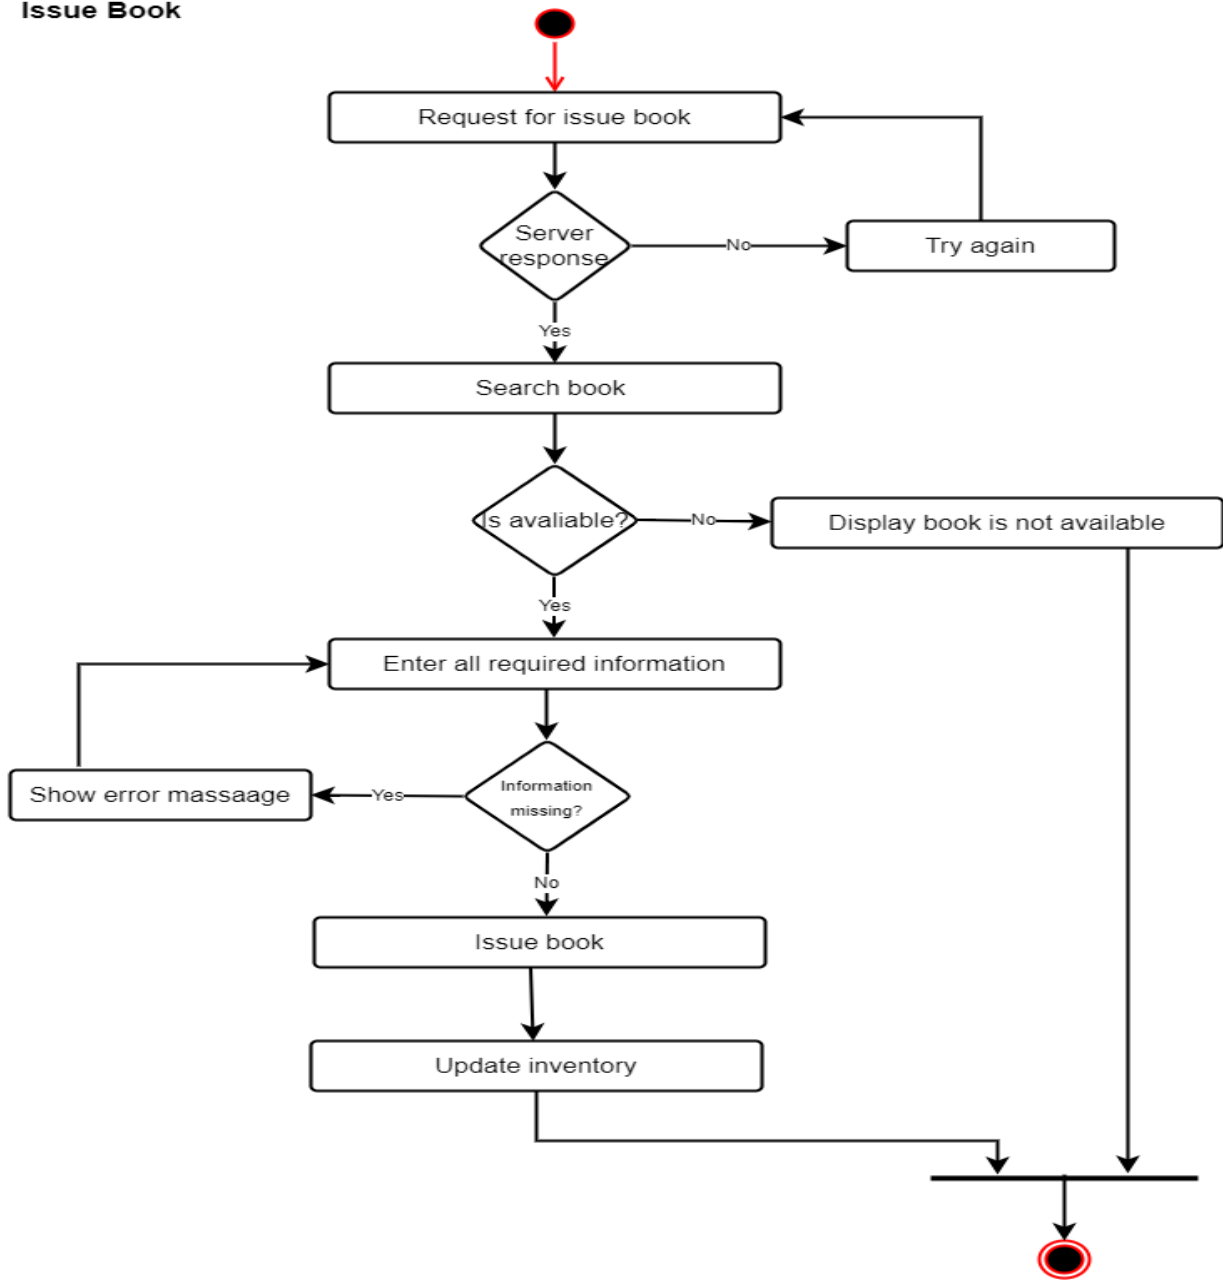 Issue Book
Request for issue book
Server
response
No
Try again
Yes
Search book
Is avaliable?
No
Display book is not available
Yes
Enter all required information
Information
missing?
Yes
Show error massaage
No
Issue book
Update inventory